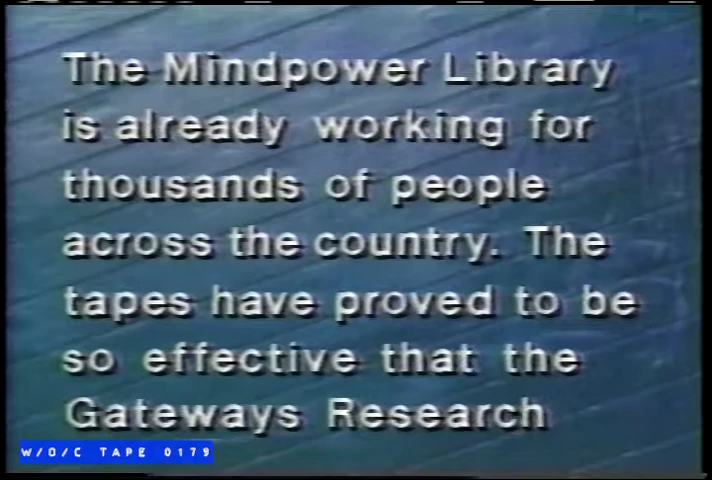 The Mindpower Library
is already working for
thousands of people
across the country. The
tapes have proved to be
so effective that the
Gateways Research
W/O/C TAPE 0179